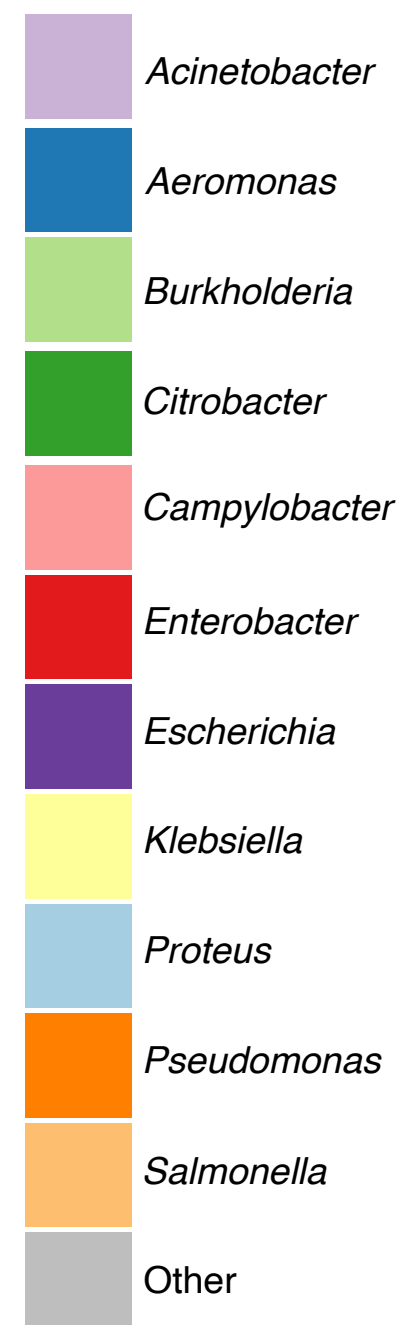 Acinetobacter
Aeromonas
Burkholderia
Citrobacter
Campylobacter
Enterobacter
Escherichia
Klebsiella
Proteus
Pseudomonas
Salmonella
Other